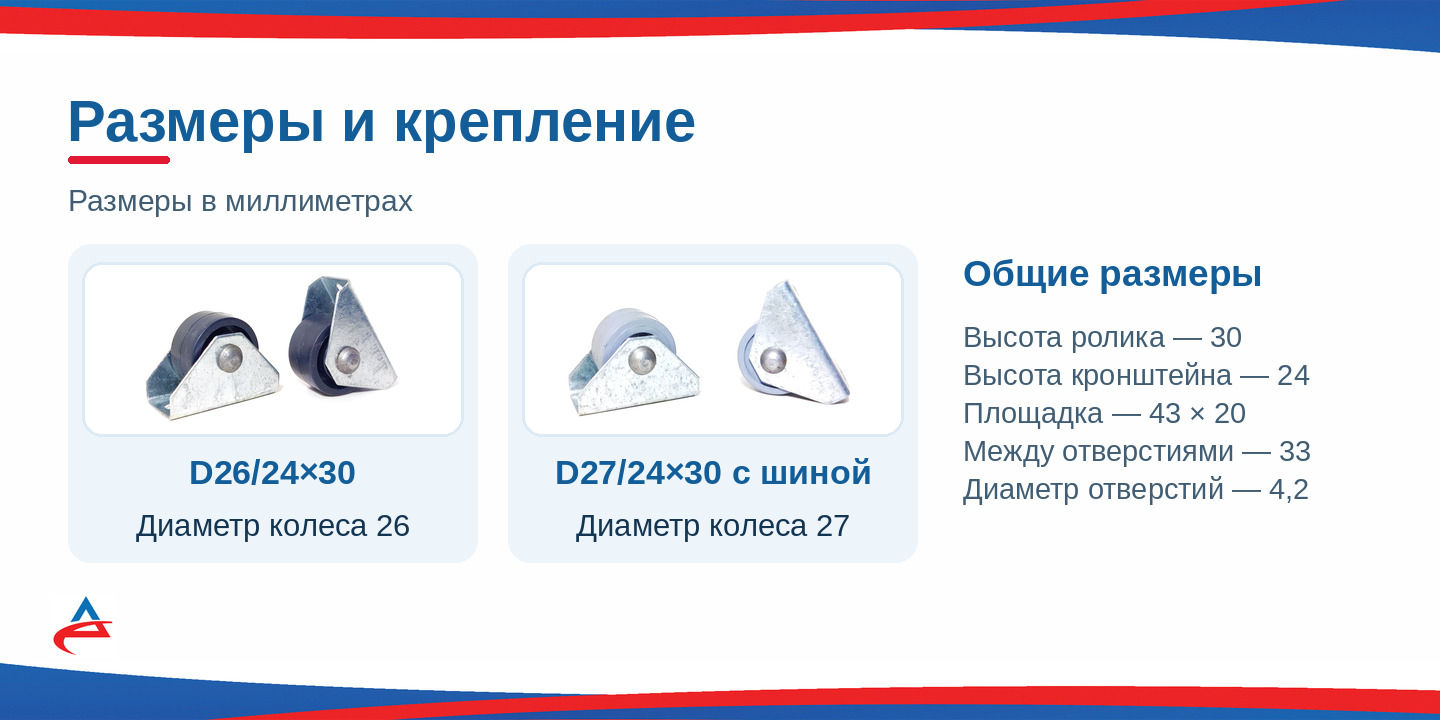 Размеры и крепление
Размеры в миллиметрах
D26/24×30
Диаметр колеса 26
D27/24×30 с шиной
Диаметр колеса 27
Общие размеры
Высота ролика — 30
Высота кронштейна — 24
Площадка — 43 × 20
Между отверстиями — 33
Диаметр отверстий — 4,2